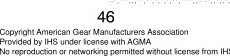 46
Copyright American Gear Manufacturers Association
Provided by IHS under license with AGMA
No reproduction or networking permitted without license from IHS